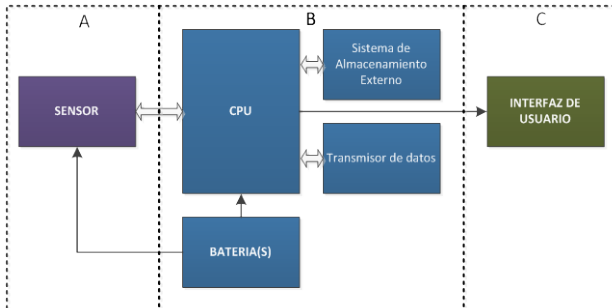 A
B
C
SENSOR
CPU
Sistema de
Almacenamiento
Externo
INTERFAZ DE
USUARIO
Transmisor de datos
BATERIA(S)